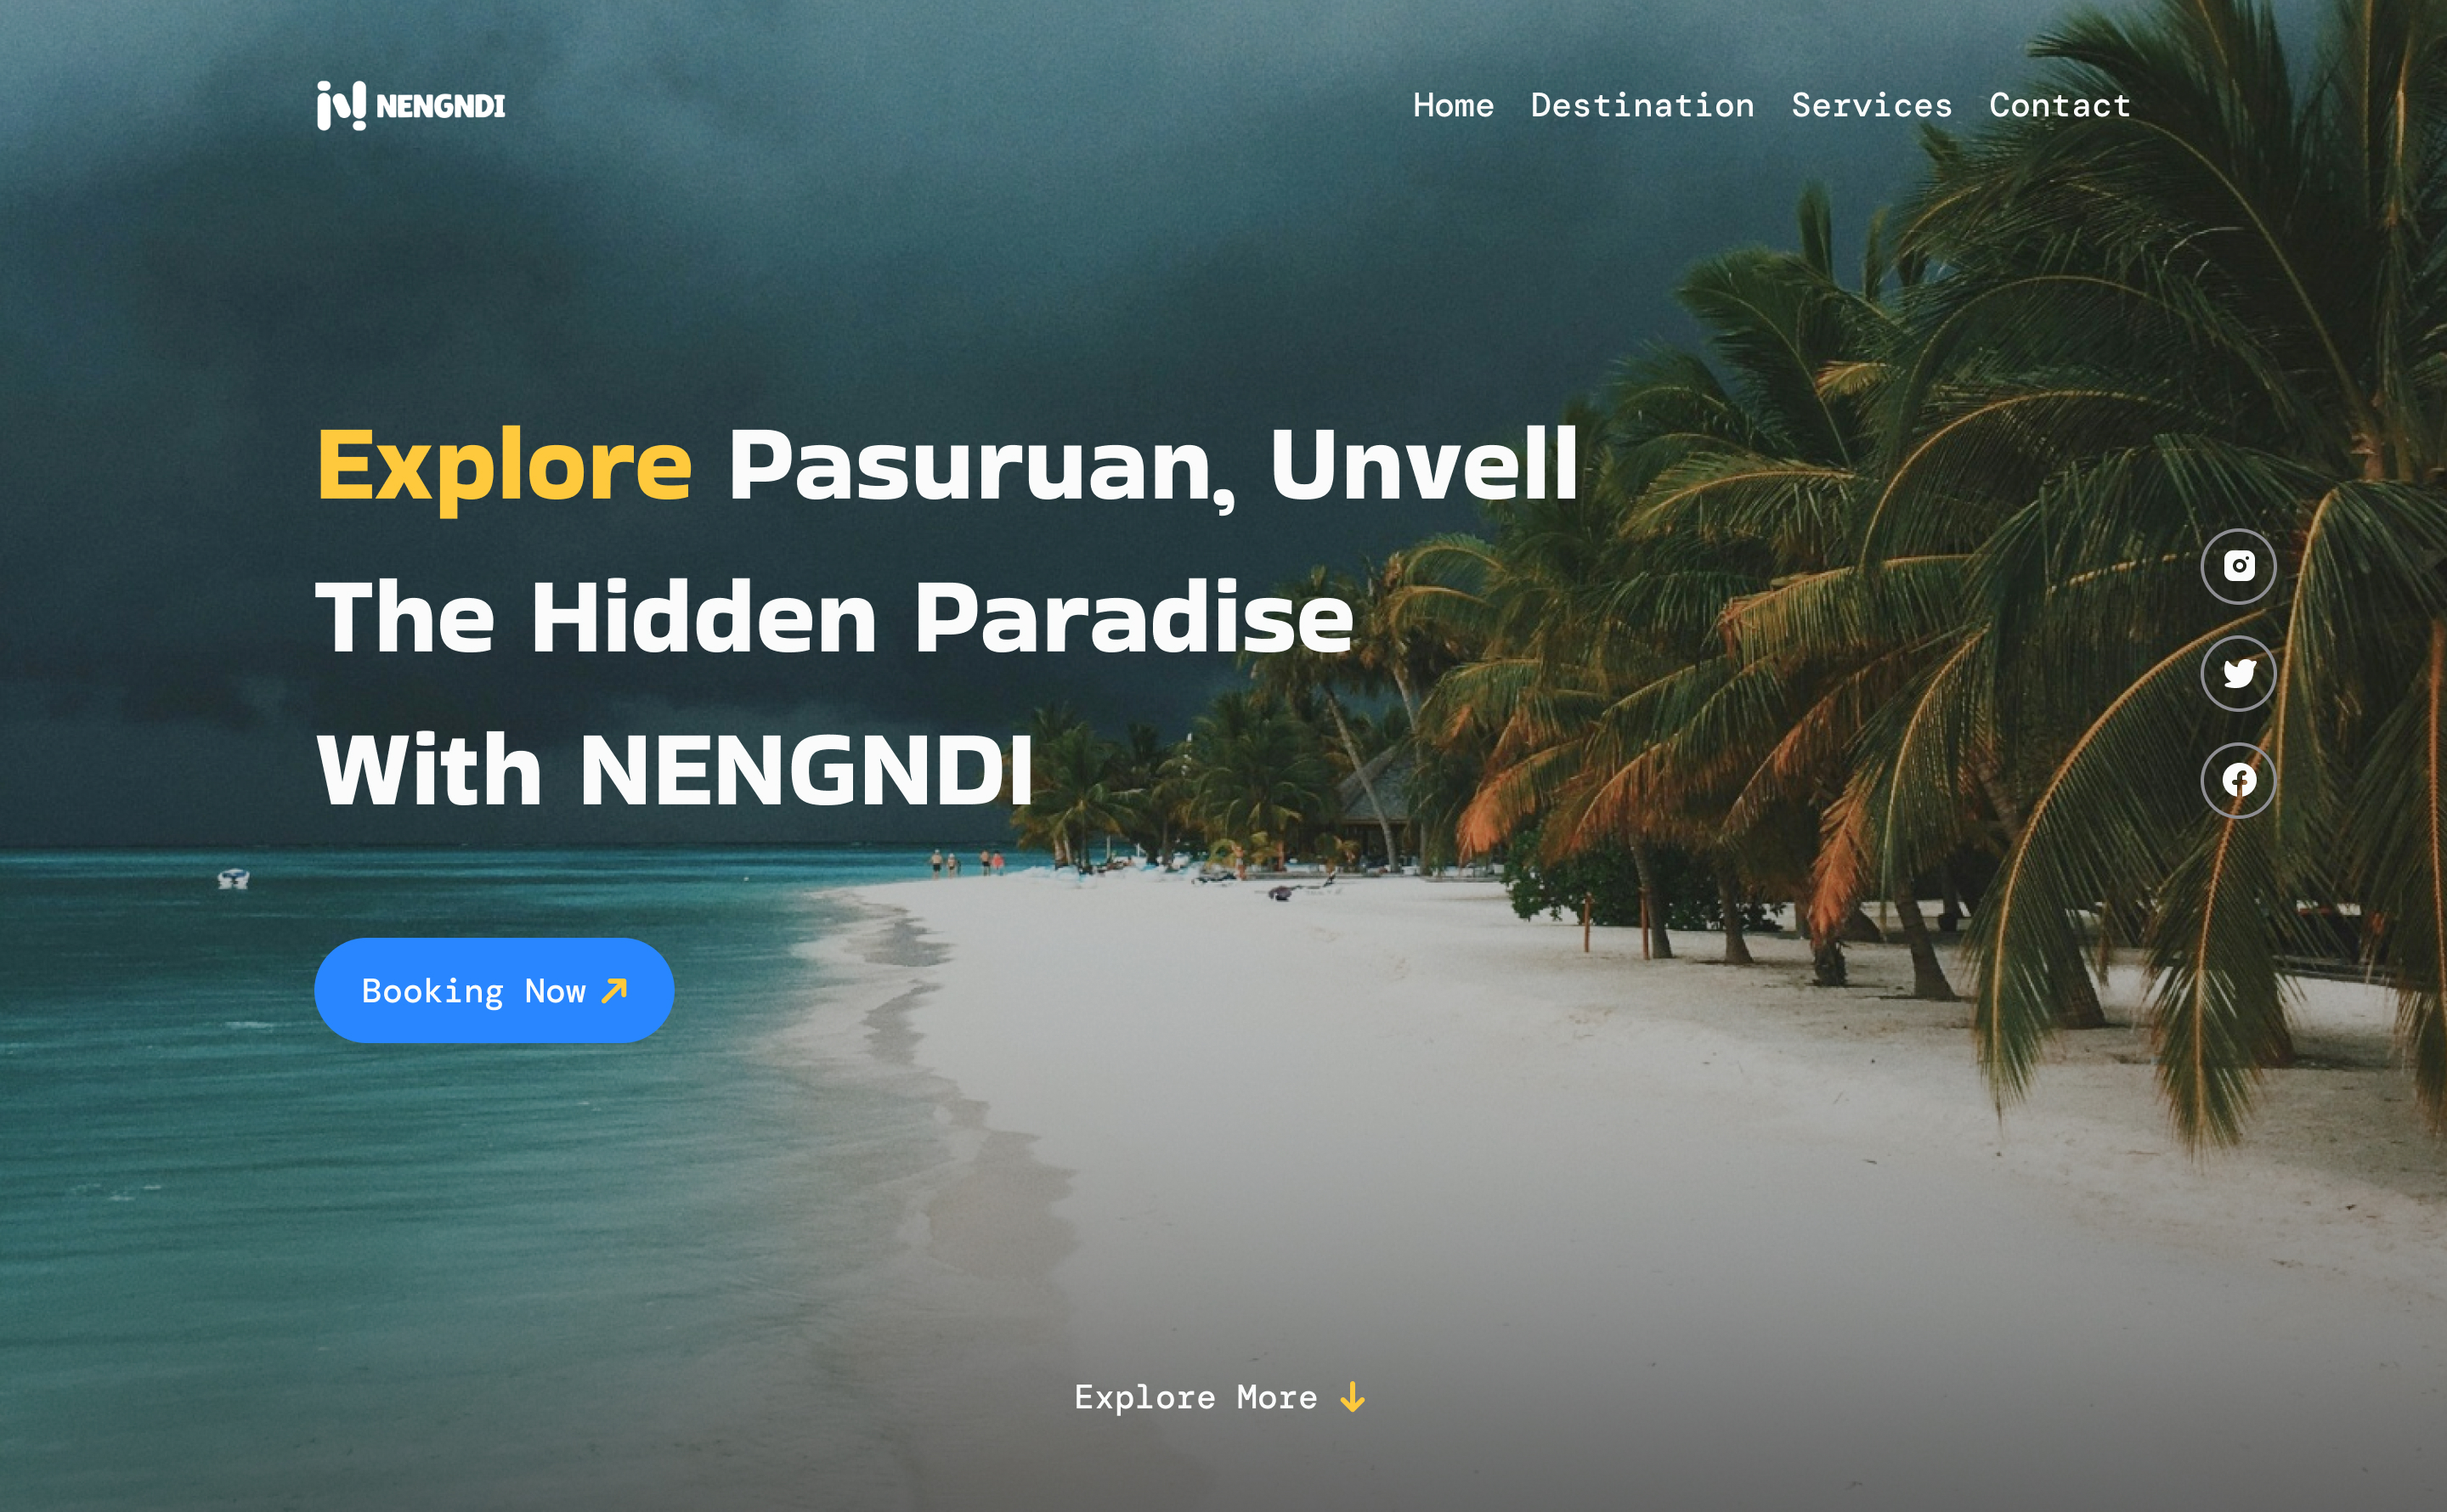 NENGNDI
Home Destination Services Contact
Explore Pasuruan, Unvell
The Hidden Paradise
With NENGNDI
Booking Now
Explore More